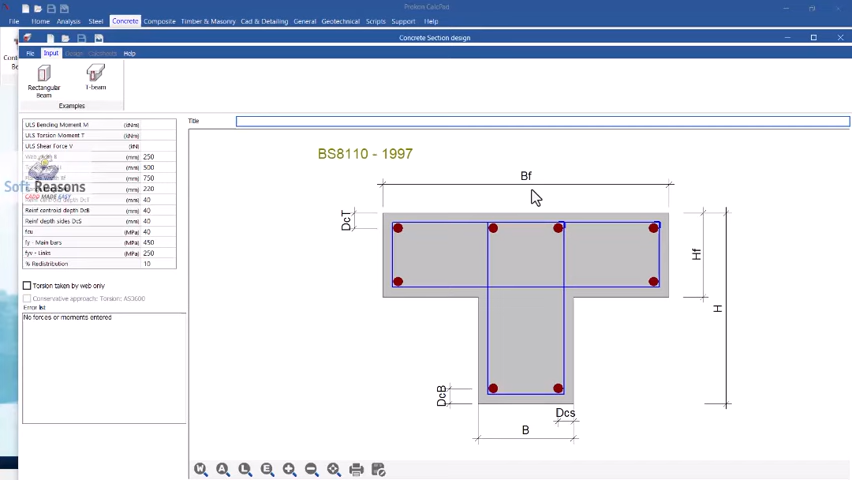 Prokon CalcPad
File Home Analysis Steel Concrete Composite Timber & Masonry Cad & Detailing General Geotechnical Scripts Support Help
Concrete Section design
File Input Design Calcsheets Help
Rectangular Beam
T-beam
Examples
Title
ULS Bending Moment M (kNm)
ULS Torsion Moment T (kNm)
ULS Shear Force V (kN)
(mm) 250
(mm) 500
(mm) 750
(mm) 220
(mm) 40
Reinf centroid depth DcB (mm) 40
Reinf depth sides DcS (mm) 40
fcu (MPa) 40
fy - Main bars (MPa) 450
fyv - Links (MPa) 250
% Redistribution 10
Soft Reasons
CADD MADE EASY
Torsion taken by web only
Conservative approach: Torsion; AS3600
Error list
No forces or moments entered
BS8110 - 1997
Bf
DcT
Hf
H
DcB
Dcs
B